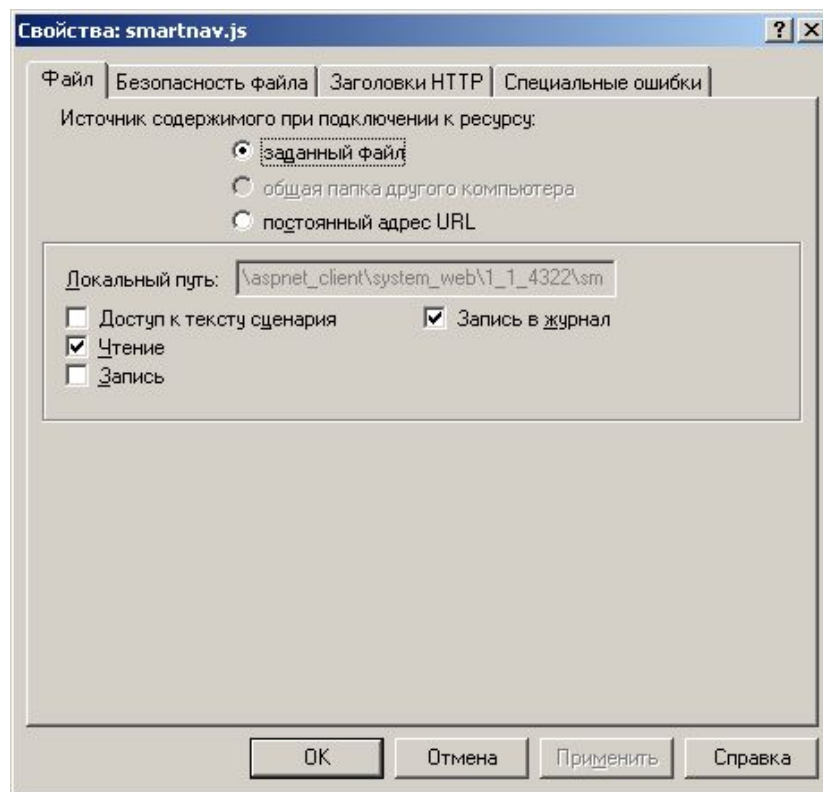 Свойства: smartnav.js
Файл Безопасность файла Заголовки HTTP Специальные ошибки
Источник содержимого при подключении к ресурсу:
заданный файл
общая папка другого компьютера
постоянный адрес URL
Локальный путь: \aspnet_client\system_web\1_1_4322\sm
Доступ к тексту сценария Запись в журнал
Чтение
Запись
OK Отмена Применить Справка